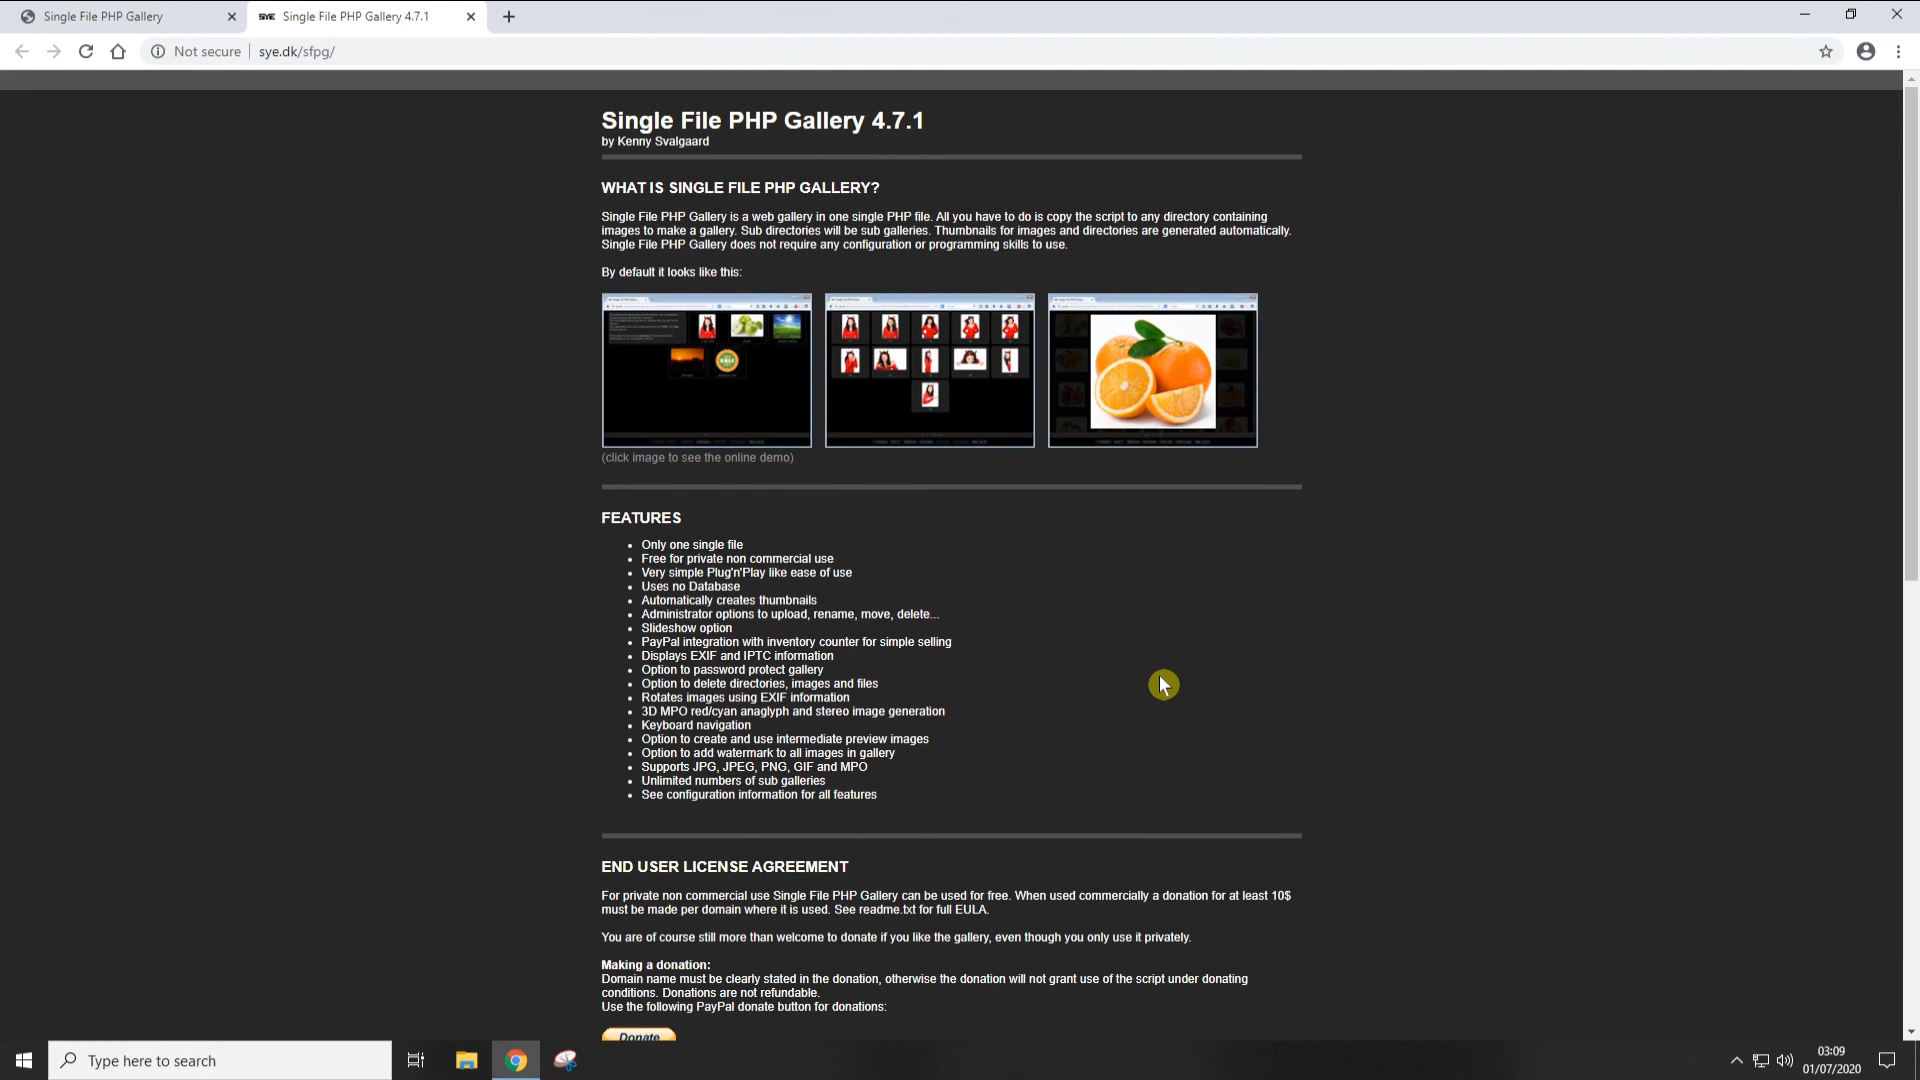 Single File PHP Gallery
SYE Single File PHP Gallery 4.7.1
Not secure
sye.dk/sfpg/
Single File PHP Gallery 4.7.1
by Kenny Svalgaard
WHAT IS SINGLE FILE PHP GALLERY?
Single File PHP Gallery is a web gallery in one single PHP file. All you have to do is copy the script to any directory containing
images to make a gallery. Sub directories will be sub galleries. Thumbnails for images and directories are generated automatically.
Single File PHP Gallery does not require any configuration or programming skills to use.
By default it looks like this:
(click image to see the online demo)
FEATURES
• Only one single file
• Free for private non commercial use
• Very simple Plug'n'Play like ease of use
• Uses no Database
• Automatically creates thumbnails
• Administrator options to upload, rename, move, delete...
• Slideshow option
• PayPal integration with inventory counter for simple selling
• Displays EXIF and IPTC information
• Option to password protect gallery
• Option to delete directories, images and files
• Rotates images using EXIF information
• 3D MPO red/cyan anaglyph and stereo image generation
• Keyboard navigation
• Option to create and use intermediate preview images
• Option to add watermark to all images in gallery
• Supports JPG, JPEG, PNG, GIF and MPO
• Unlimited numbers of sub galleries
• See configuration information for all features
END USER LICENSE AGREEMENT
For private non commercial use Single File PHP Gallery can be used for free. When used commercially a donation for at least 10$
must be made per domain where it is used. See readme.txt for full EULA.
You are of course still more than welcome to donate if you like the gallery, even though you only use it privately.
Making a donation:
Domain name must be clearly stated in the donation, otherwise the donation will not grant use of the script under donating
conditions. Donations are not refundable.
Use the following PayPal donate button for donations:
Donate
Type here to search
03:09
01/07/2020